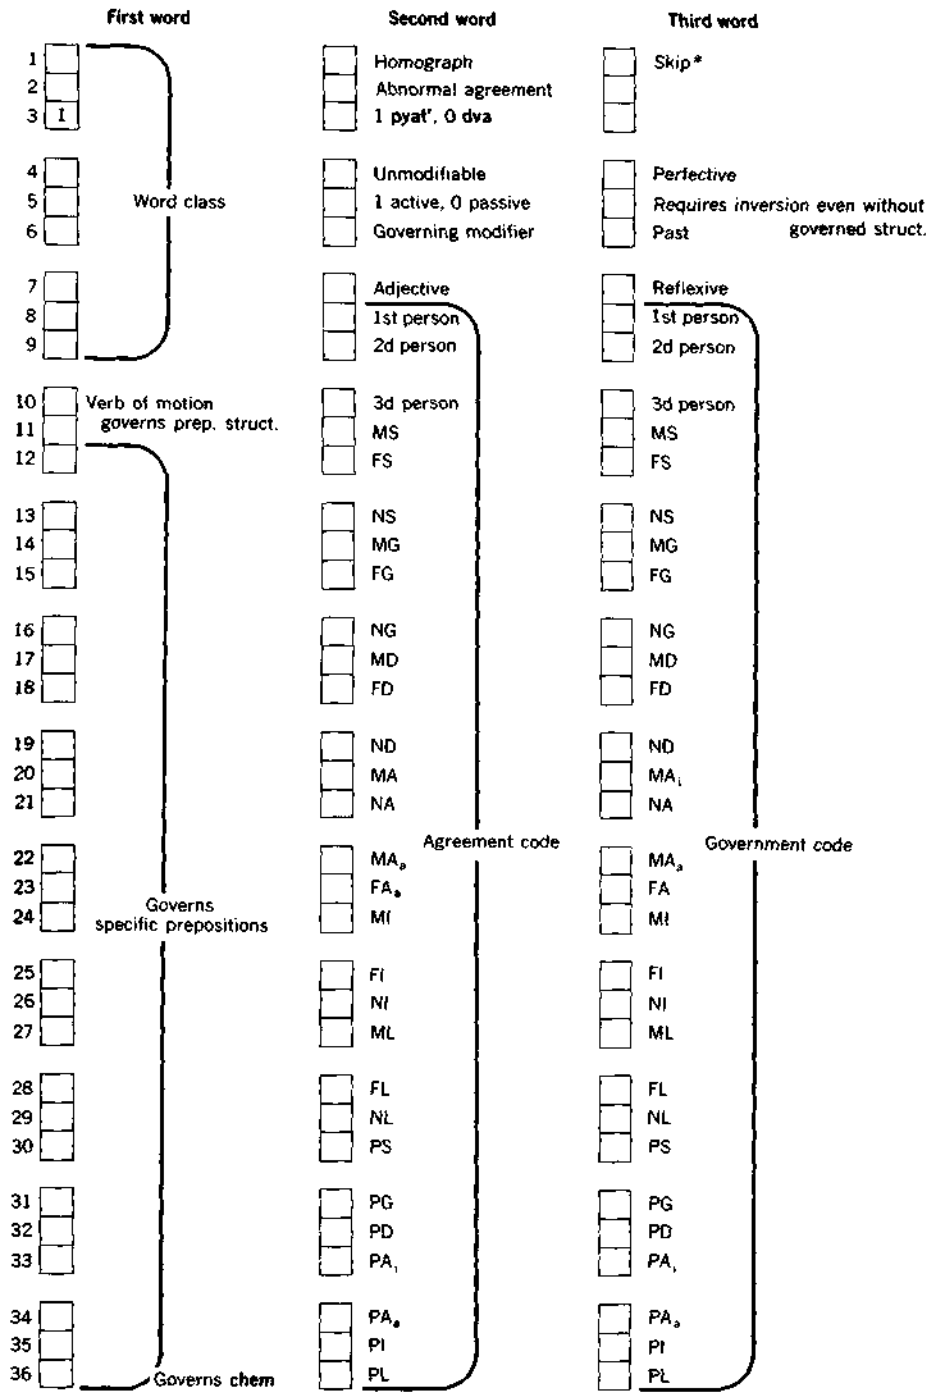 First word Second word Third word
1 Homograph Skip*
2 Abnormal agreement
3 I 1 pyat', 0 dva
4 Unmodifiable Perfective
5 Word class 1 active, 0 passive Requires inversion even without
6 Governing modifier Past governed struct.
7 Adjective Reflexive
8 1st person 1st person
9 2d person 2d person
10 Verb of motion 3d person 3d person
11 governs prep. struct. MS MS
12 FS FS
13 NS NS
14 MG MG
15 FG FG
16 NG NG
17 MD MD
18 FD FD
19 ND ND
20 MA MAi
21 NA NA
Agreement code Government code
22 MAa MAa
23 Governs FAa FA
24 specific prepositions MI MI
25 FI FI
26 NI NI
27 ML ML
28 FL FL
29 NL NL
30 PS PS
31 PG PG
32 PD PD
33 PAi PAi
34 PAa PAa
35 PI PI
36 Governs chem PL PL